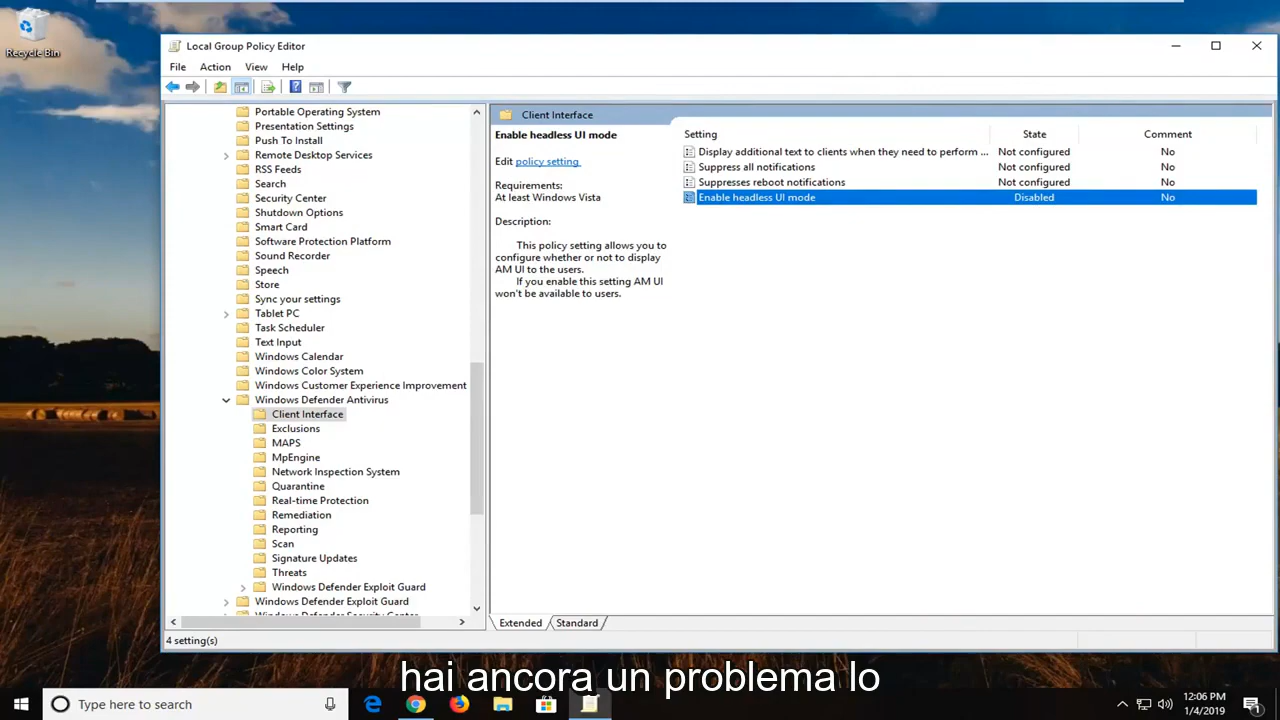 Recycle Bin
Local Group Policy Editor
File Action View Help
Portable Operating System
Presentation Settings
Push To Install
Remote Desktop Services
RSS Feeds
Search
Security Center
Shutdown Options
Smart Card
Software Protection Platform
Sound Recorder
Speech
Store
Sync your settings
Tablet PC
Task Scheduler
Text Input
Windows Calendar
Windows Color System
Windows Customer Experience Improvement
Windows Defender Antivirus
Client Interface
Exclusions
MAPS
MpEngine
Network Inspection System
Quarantine
Real-time Protection
Remediation
Reporting
Scan
Signature Updates
Threats
Windows Defender Exploit Guard
Windows Defender Exploit Guard
Windows Defender Security Center
Client Interface
Enable headless UI mode
Edit policy setting
Requirements:
At least Windows Vista
Description:
This policy setting allows you to
configure whether or not to display
AM UI to the users.
If you enable this setting AM UI
won't be available to users.
Setting State Comment
Display additional text to clients when they need to perform ... Not configured No
Suppress all notifications Not configured No
Suppresses reboot notifications Not configured No
Enable headless UI mode Disabled No
Extended Standard
4 setting(s)
hai ancora un problema lo
Type here to search
12:06 PM
1/4/2019
1